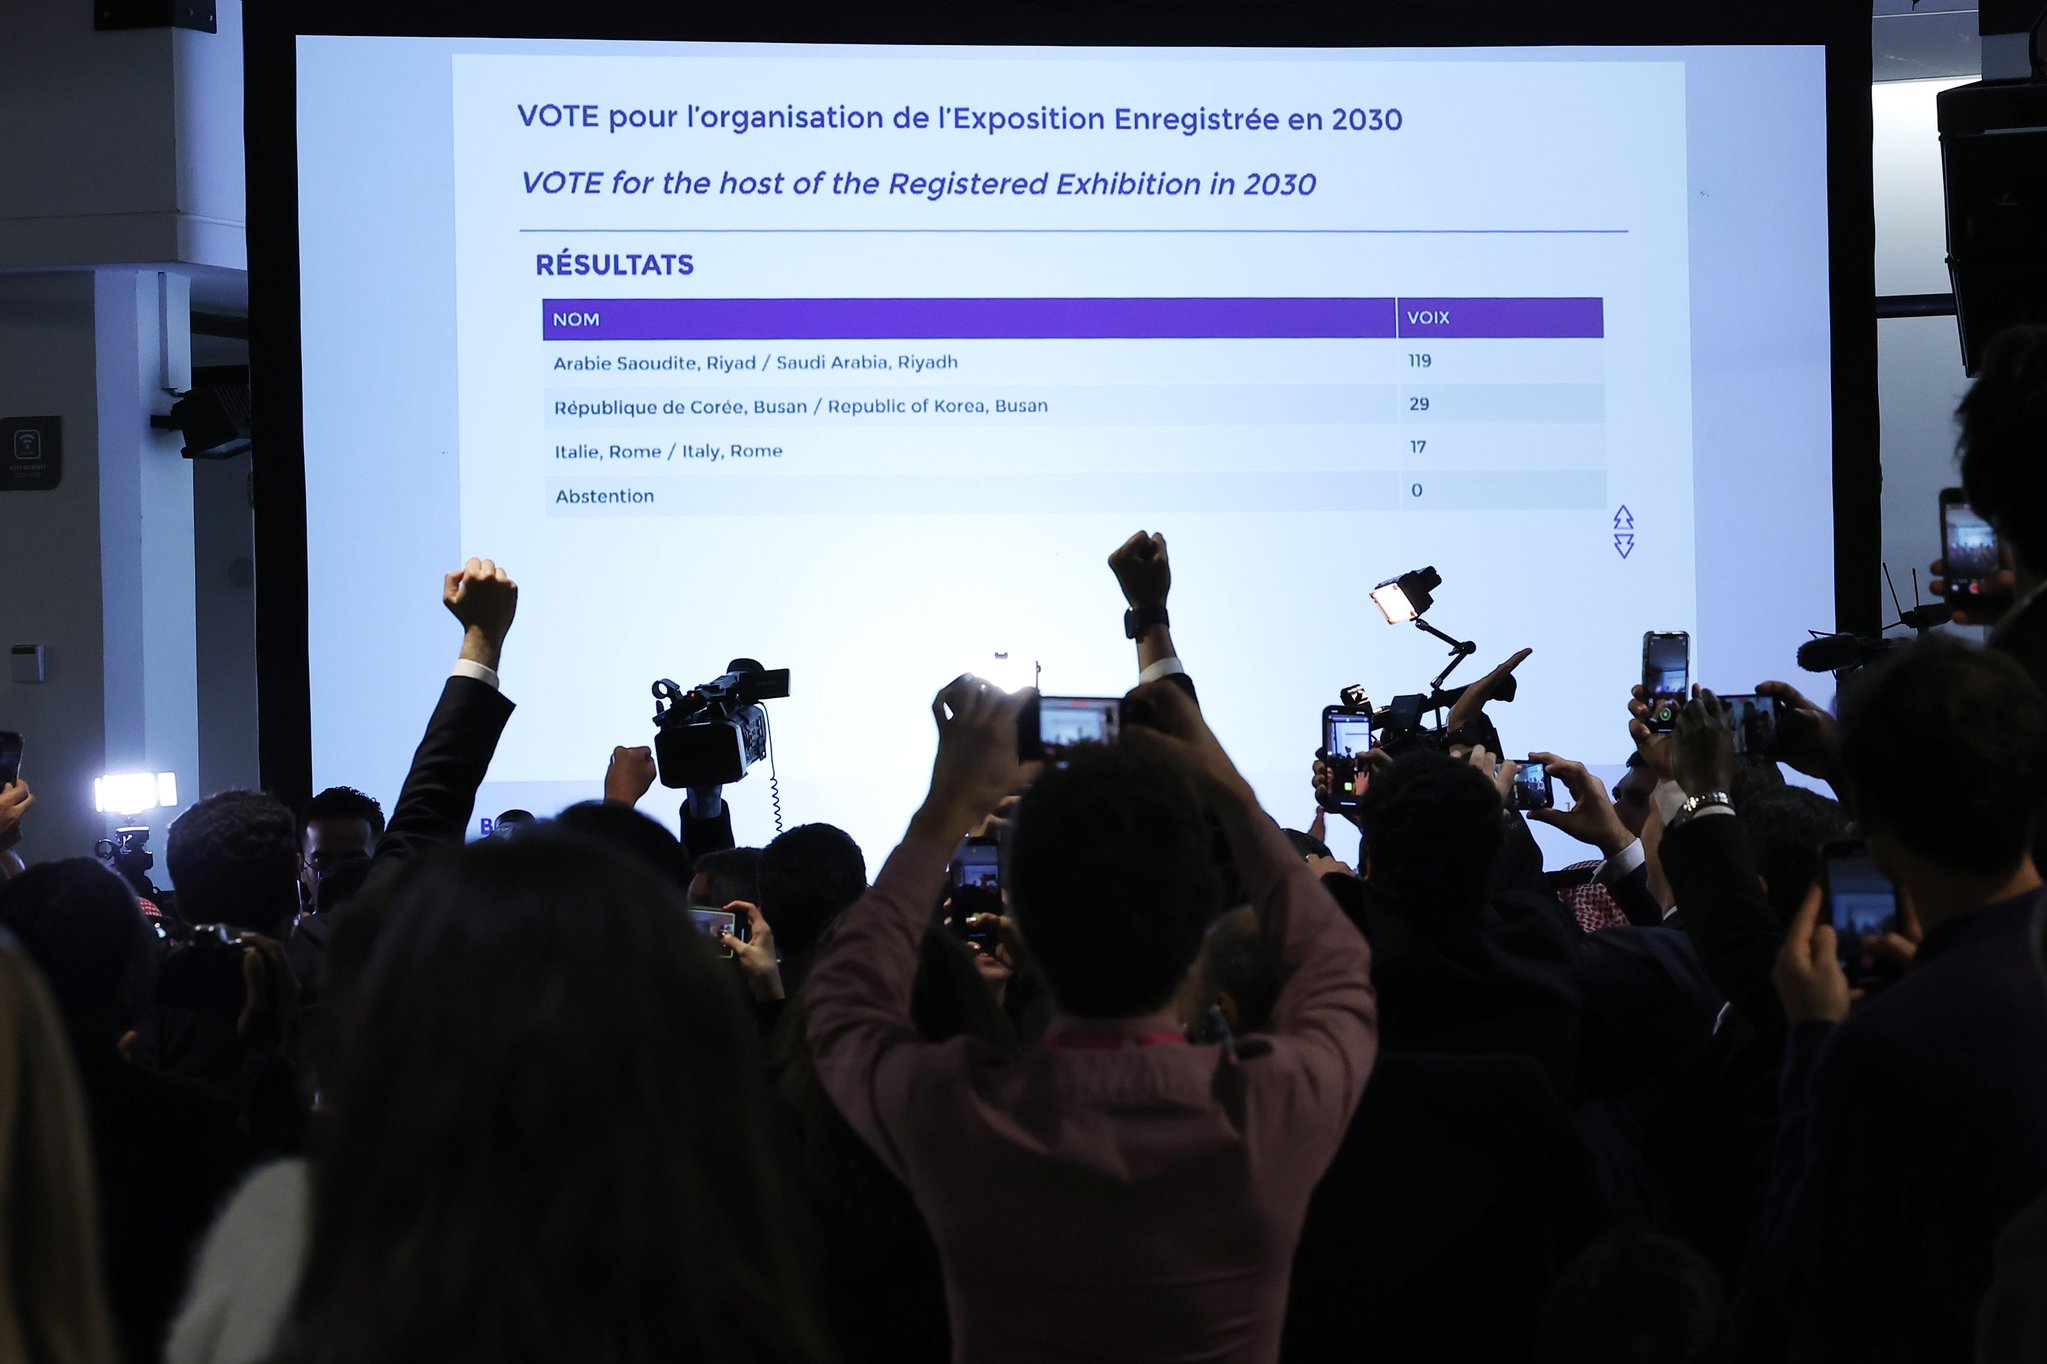 VOTE pour l'organisation de l'Exposition Enregistrée en 2030
VOTE for the host of the Registered Exhibition in 2030
RÉSULTATS
NOM VOIX
Arabie Saoudite, Riyad / Saudi Arabia, Riyadh 119
République de Corée, Busan / Republic of Korea, Busan 29
Italie, Rome / Italy, Rome 17
Abstention 0